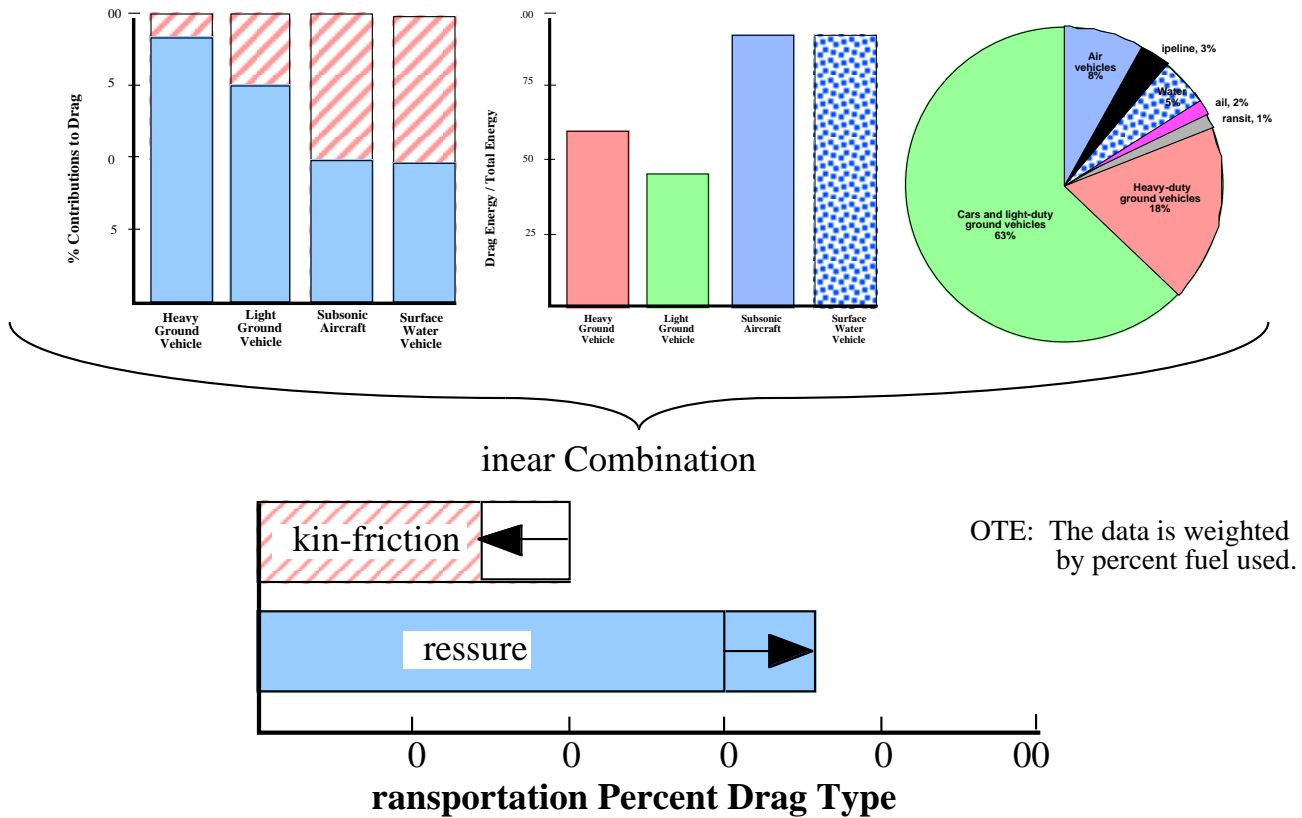 00
5
0
5
% Contributions to Drag
Heavy
Ground
Vehicle
Light
Ground
Vehicle
Subsonic
Aircraft
Surface
Water
Vehicle
.00
75
50
25
Drag Energy / Total Energy
Heavy
Ground
Vehicle
Light
Ground
Vehicle
Subsonic
Aircraft
Surface
Water
Vehicle
Air
vehicles
8%
ipeline, 3%
Water
5%
ail, 2%
ransit, 1%
Heavy-duty
ground vehicles
18%
Cars and light-duty
ground vehicles
63%
inear Combination
kin-friction
OTE: The data is weighted
by percent fuel used.
ressure
0 0 0 0 00
ransportation Percent Drag Type